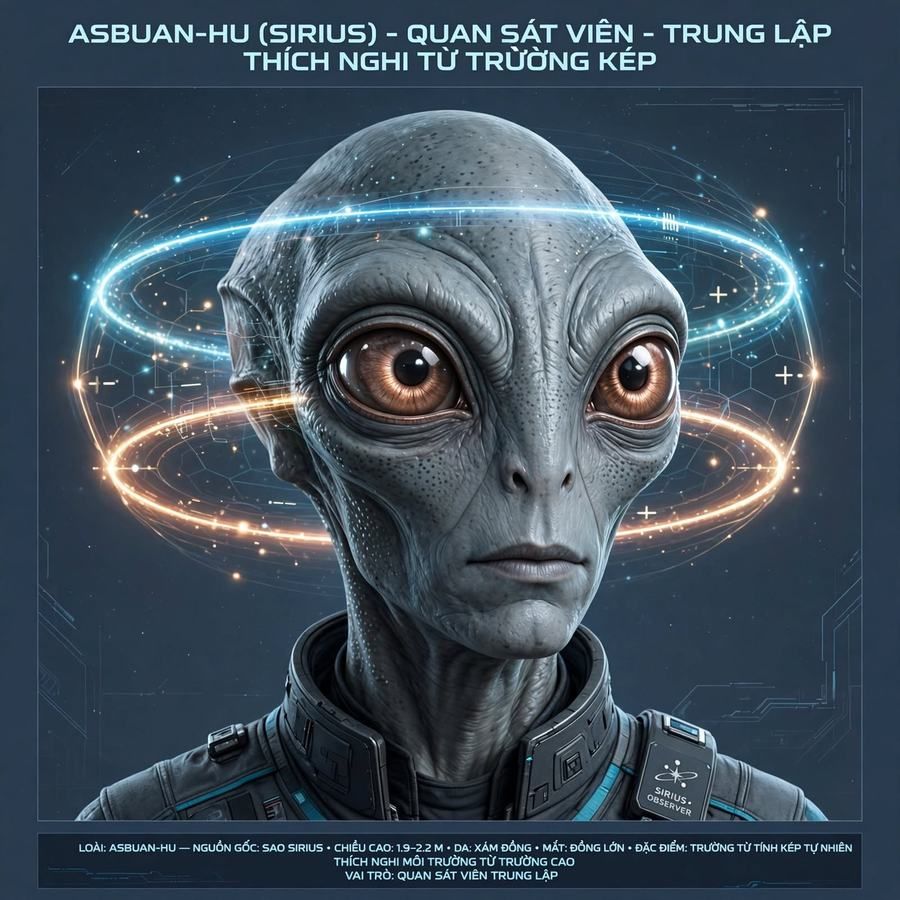 ASBUAN-HU (SIRIUS) - QUAN SÁT VIÊN - TRUNG LẬP
THÍCH NGHI TỪ TRỪỜNG KÉP
SIRIUS•
OBSERVER
LOÀI: ASBUAN-HU — NGUỒN GỐC: SAO SIRIUS • CHIỀU CAO: 1.9–2.2 M • DA: XÁM ĐỒNG • MẮT: ĐỒNG LỚN • ĐẶC ĐIỂM: TRƯỜNG TỪ TÍNH KÉP TỰ NHIÊN
THÍCH NGHI MÔI TRƯỜNG TỪ TRƯỜNG CAO
VAI TRÒ: QUAN SÁT VIÊN TRUNG LẬP